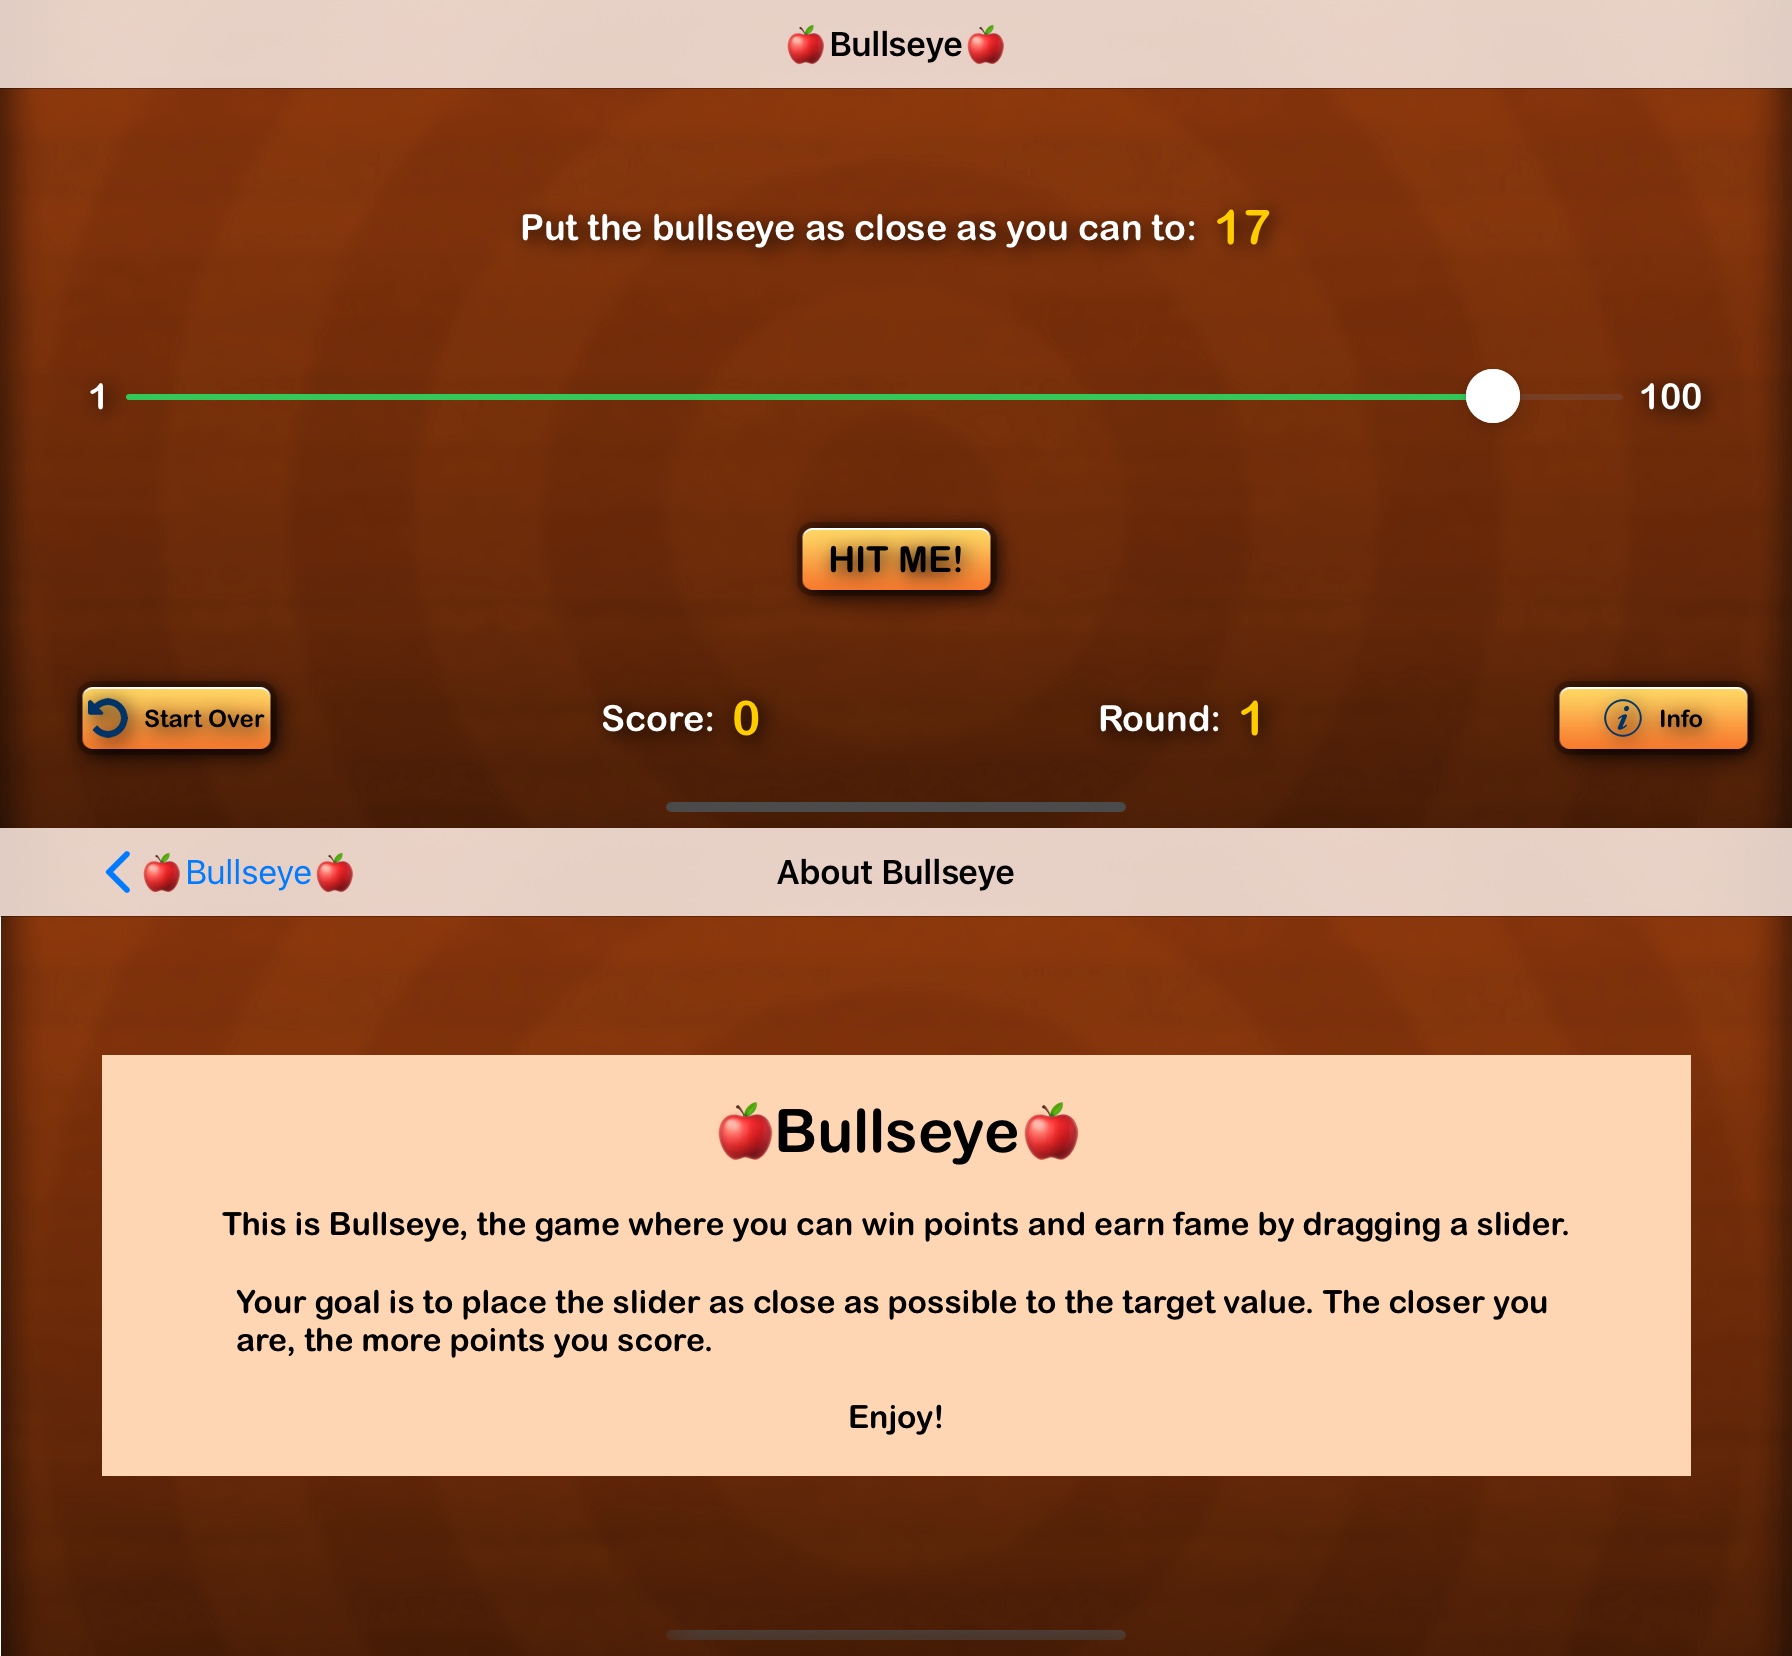 🍎Bullseye🍎
Put the bullseye as close as you can to: 17
1 100
HIT ME!
Start Over Score: 0 Round: 1 Info
🍎Bullseye🍎 About Bullseye
🍎Bullseye🍎
This is Bullseye, the game where you can win points and earn fame by dragging a slider.
Your goal is to place the slider as close as possible to the target value. The closer you
are, the more points you score.
Enjoy!